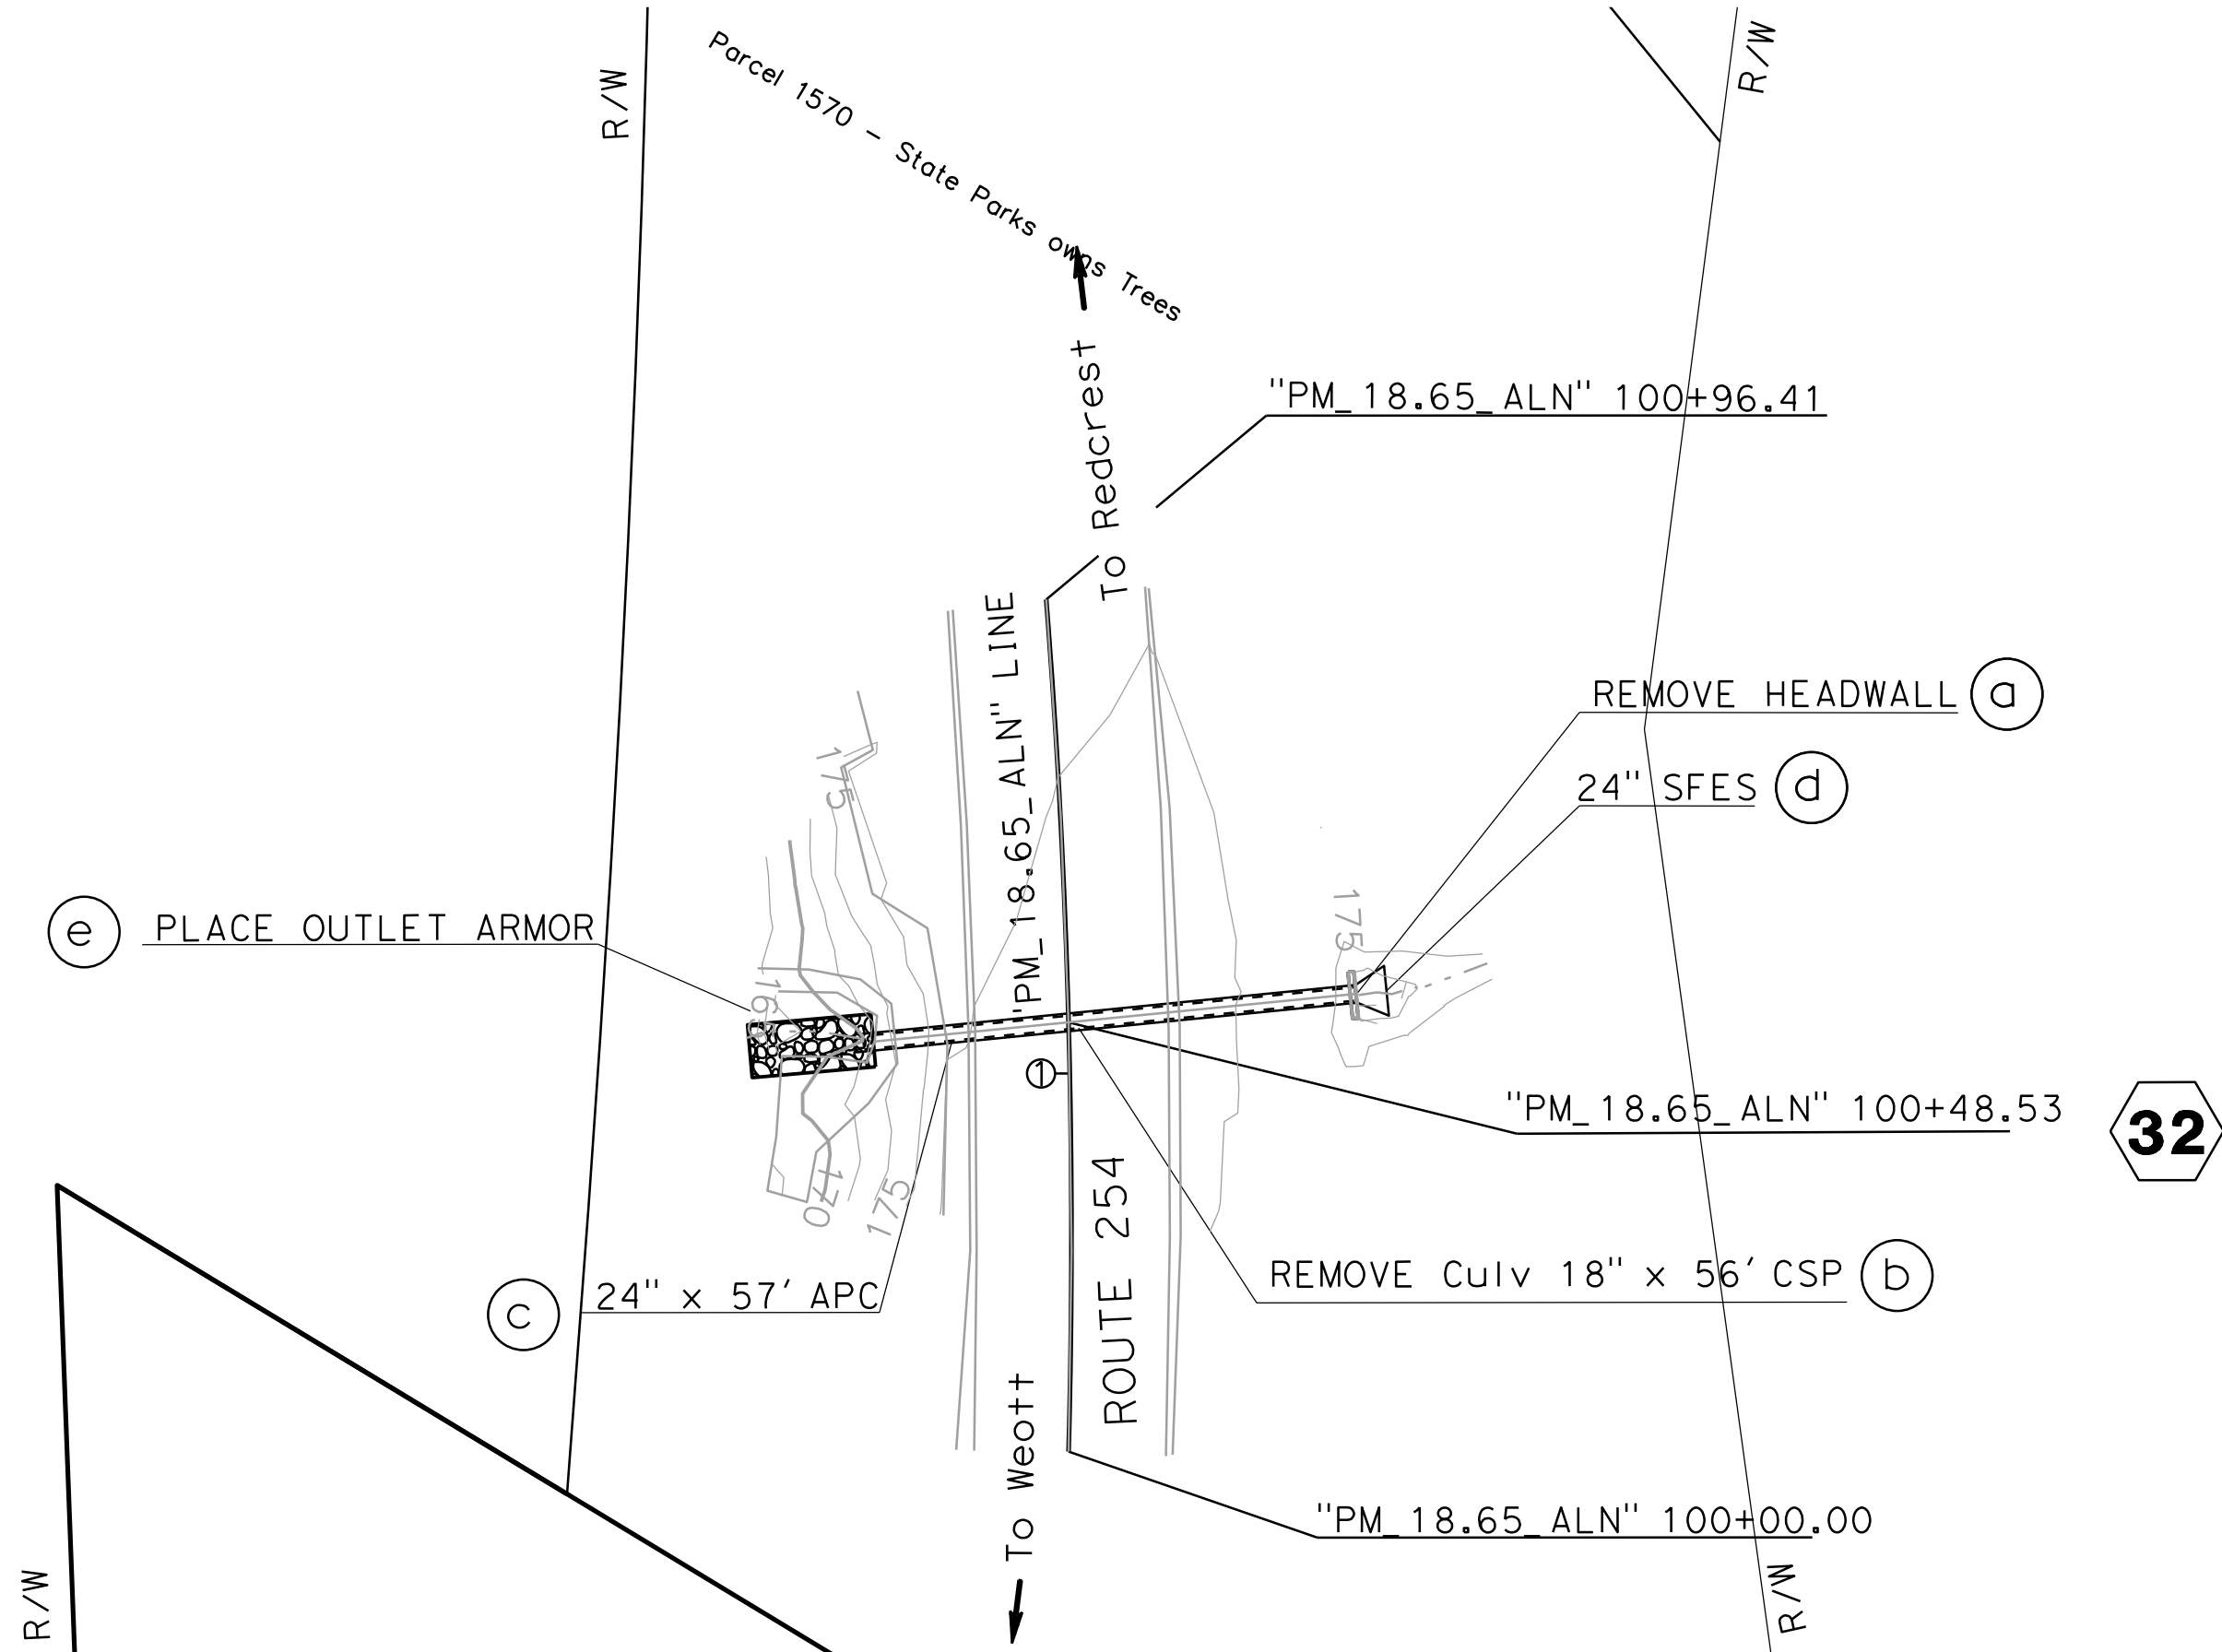 R/W
Parcel 1570 - State Parks owns Trees
R/W
To Redcrest
"PM_18.65_ALN" 100+96.41
"PM_18.65_ALN" LINE
REMOVE HEADWALL a
24" SFES d
175
175.3
e PLACE OUTLET ARMOR
1
"PM_18.65_ALN" 100+48.53
32
170
175
ROUTE 254
REMOVE Culv 18" x 56' CSP b
c 24" x 57' APC
To Weott
"PM_18.65_ALN" 100+00.00
R/W
R/W